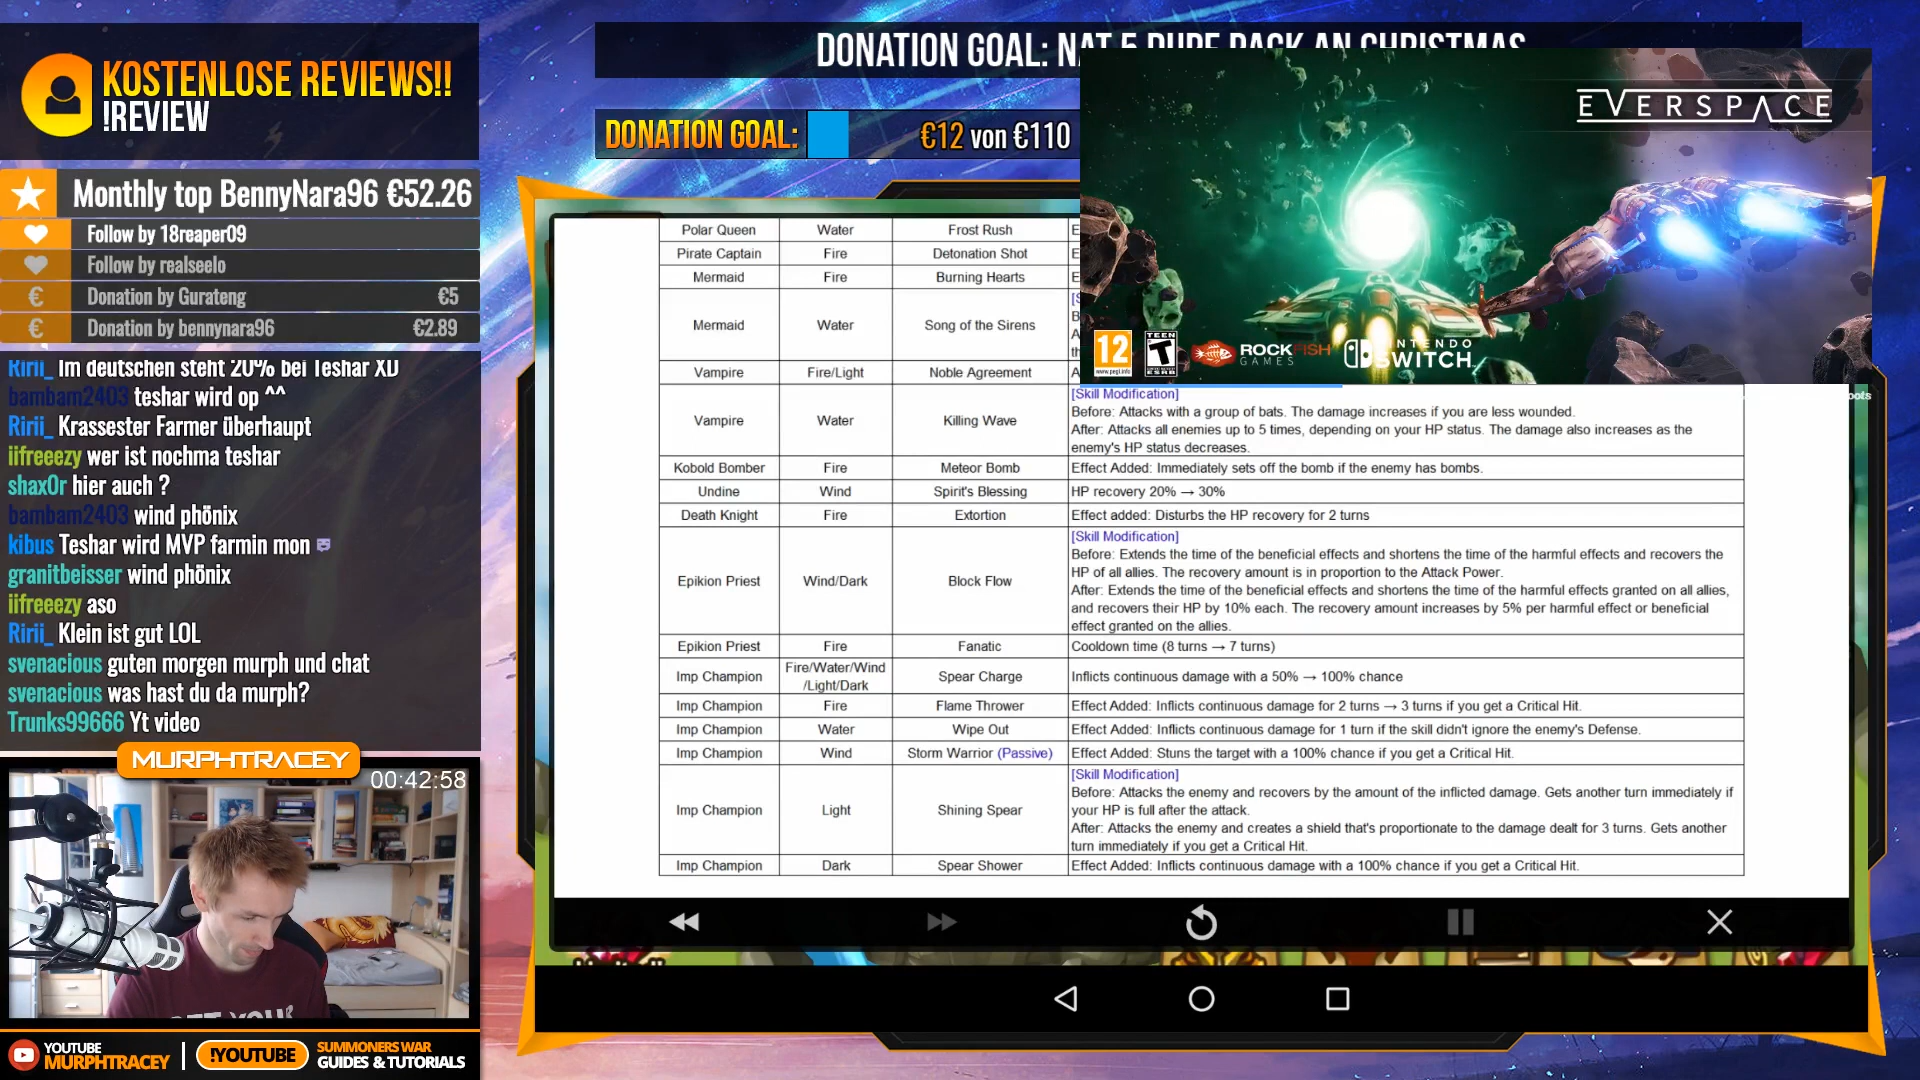 KOSTENLOSE REVIEWS!!
!REVIEW
Monthly top BennyNara96 €52.26
Follow by 18reaper09
Follow by realseelo
€ Donation by Gurateng €5
€ Donation by bennynara96 €2.89
Ririi_ Im deutschen steht 20% bei Teshar XD
bambam2403 teshar wird op ^^
Ririi_ Krassester Farmer überhaupt
iifreeezy wer ist nochma teshar
shax0r hier auch ?
bambam2403 wind phönix
kibus Teshar wird MVP farmin mon
granitbeisser wind phönix
iifreeezy aso
Ririi_ Klein ist gut LOL
svenacious guten morgen murph und chat
svenacious was hast du da murph?
Trunks99666 Yt video
MURPHTRACEY
00:42:58
YOUTUBE
MURPHTRACEY
!YOUTUBE
SUMMONERS WAR
GUIDES & TUTORIALS
DONATION GOAL: NAT 5 DUPE PACK AN CHRISTMAS
DONATION GOAL: €12 von €110
EVERSPACE
12
www.pegi.info
TEEN
T
ESRB
ROCKFISH
GAMES
NINTENDO
SWITCH
Polar Queen Water Frost Rush E
Pirate Captain Fire Detonation Shot E
Mermaid Fire Burning Hearts E
Mermaid Water Song of the Sirens
[S
B
A
th
Vampire Fire/Light Noble Agreement A
Vampire Water Killing Wave
[Skill Modification]
Before: Attacks with a group of bats. The damage increases if you are less wounded.
After: Attacks all enemies up to 5 times, depending on your HP status. The damage also increases as the
enemy's HP status decreases.
Kobold Bomber Fire Meteor Bomb Effect Added: Immediately sets off the bomb if the enemy has bombs.
Undine Wind Spirit's Blessing HP recovery 20% → 30%
Death Knight Fire Extortion Effect added: Disturbs the HP recovery for 2 turns
Epikion Priest Wind/Dark Block Flow
[Skill Modification]
Before: Extends the time of the beneficial effects and shortens the time of the harmful effects and recovers the
HP of all allies. The recovery amount is in proportion to the Attack Power.
After: Extends the time of the beneficial effects and shortens the time of the harmful effects granted on all allies,
and recovers their HP by 10% each. The recovery amount increases by 5% per harmful effect or beneficial
effect granted on the allies.
Epikion Priest Fire Fanatic Cooldown time (8 turns → 7 turns)
Imp Champion Fire/Water/Wind
/Light/Dark Spear Charge Inflicts continuous damage with a 50% → 100% chance
Imp Champion Fire Flame Thrower Effect Added: Inflicts continuous damage for 2 turns → 3 turns if you get a Critical Hit.
Imp Champion Water Wipe Out Effect Added: Inflicts continuous damage for 1 turn if the skill didn't ignore the enemy's Defense.
Imp Champion Wind Storm Warrior (Passive) Effect Added: Stuns the target with a 100% chance if you get a Critical Hit.
Imp Champion Light Shining Spear
[Skill Modification]
Before: Attacks the enemy and recovers by the amount of the inflicted damage. Gets another turn immediately if
your HP is full after the attack.
After: Attacks the enemy and creates a shield that's proportionate to the damage dealt for 3 turns. Gets another
turn immediately if you get a Critical Hit.
Imp Champion Dark Spear Shower Effect Added: Inflicts continuous damage with a 100% chance if you get a Critical Hit.